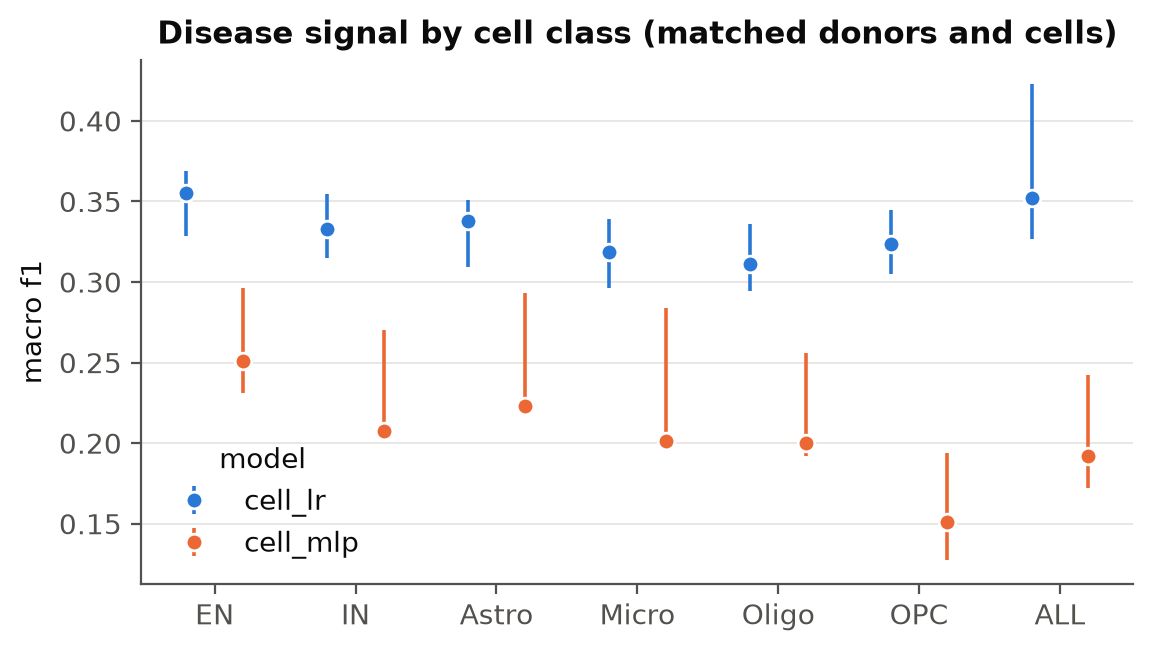 Disease signal by cell class (matched donors and cells)
macro f1
0.40
0.35
0.30
0.25
0.20
0.15
model
cell_lr
cell_mlp
EN IN Astro Micro Oligo OPC ALL